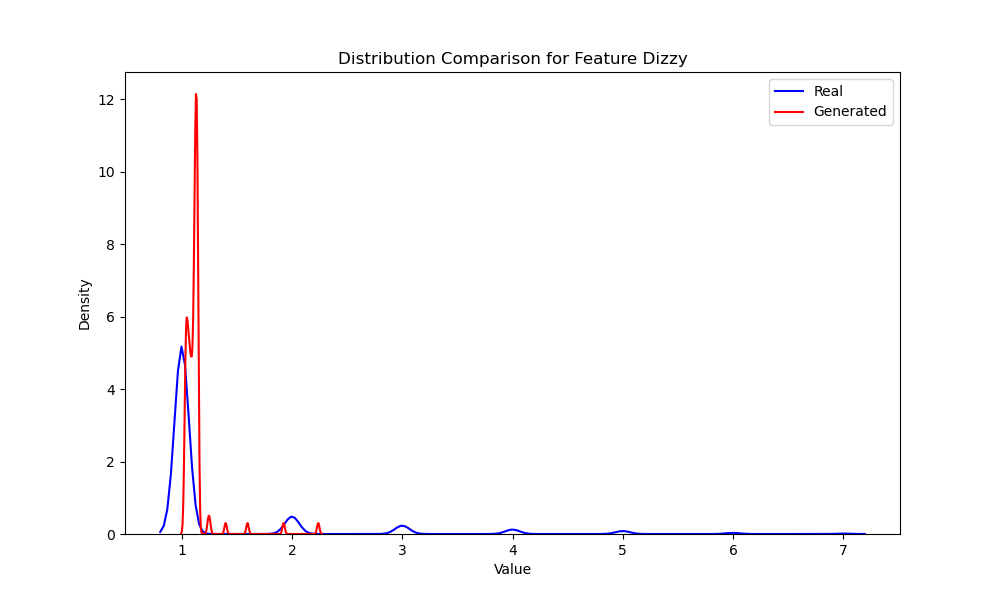 Distribution Comparison for Feature Dizzy
Real
Generated
12
10
8
6
4
2
0
Density
1 2 3 4 5 6 7
Value